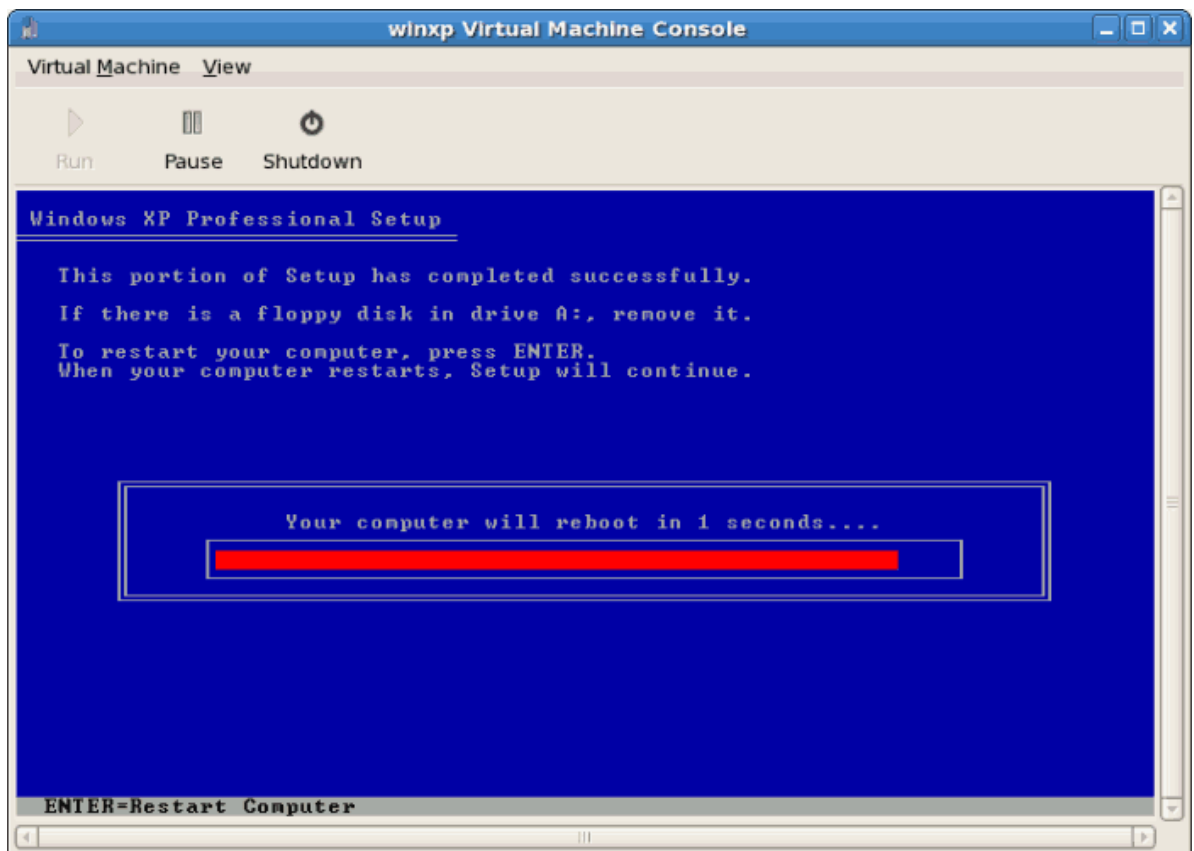 winxp Virtual Machine Console
Virtual Machine View
Run Pause Shutdown
Windows XP Professional Setup
This portion of Setup has completed successfully.
If there is a floppy disk in drive A:, remove it.
To restart your computer, press ENTER.
When your computer restarts, Setup will continue.
Your computer will reboot in 1 seconds....
ENTER=Restart Computer